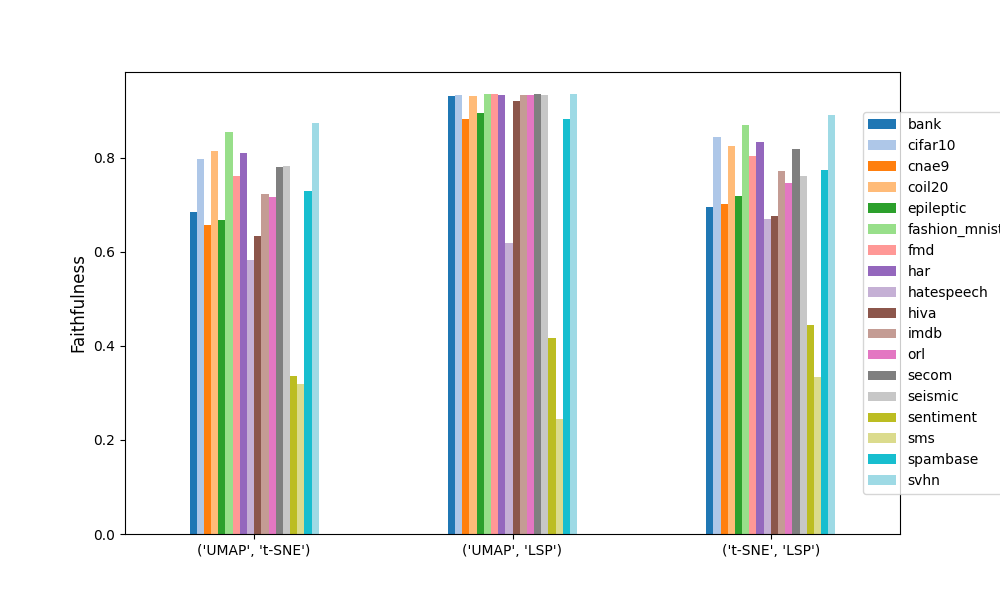 Faithfulness
0.8
0.6
0.4
0.2
0.0
('UMAP', 't-SNE')
('UMAP', 'LSP')
('t-SNE', 'LSP')
bank
cifar10
cnae9
coil20
epileptic
fashion_mnist
fmd
har
hatespeech
hiva
imdb
orl
secom
seismic
sentiment
sms
spambase
svhn